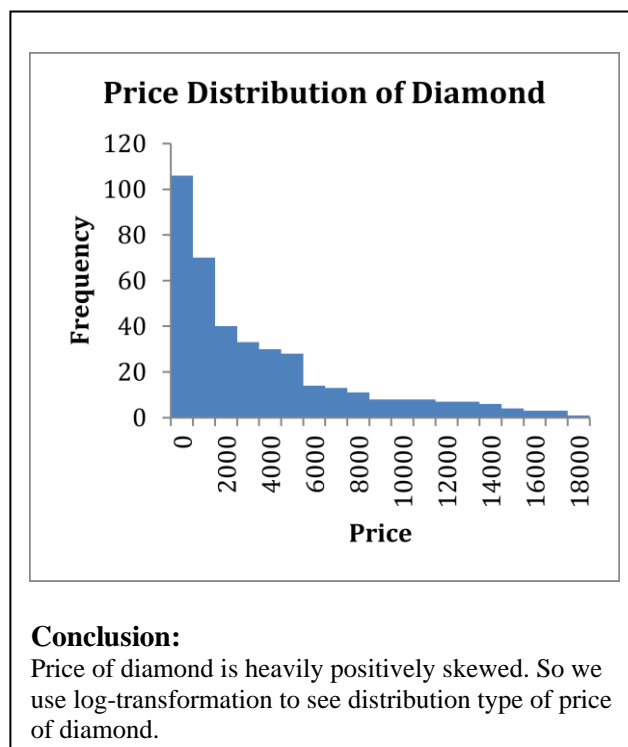 Price Distribution of Diamond
120
100
80
60
40
20
0
Frequency
0
2000
4000
6000
8000
10000
12000
14000
16000
18000
Price
Conclusion:
Price of diamond is heavily positively skewed. So we
use log-transformation to see distribution type of price
of diamond.